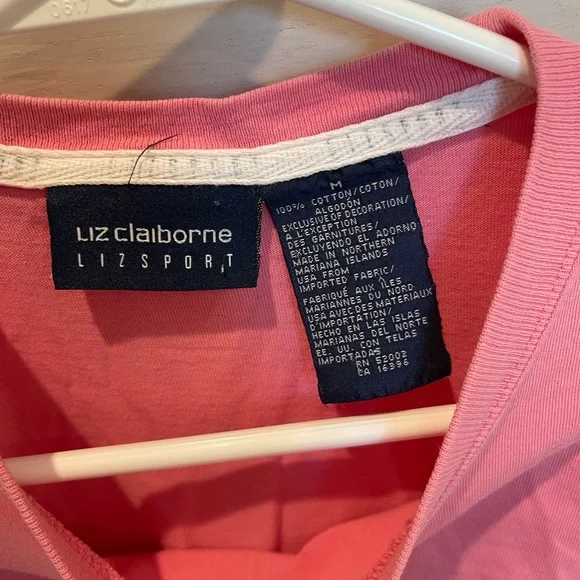 LIZ claiborne
LIZSPORT
M
100% COTTON/COTON/
ALGODÓN
EXCLUSIVE OF DECORATION/
A L'EXCEPTION
DES GARNITURES/
EXCLUYENDO EL ADORNO
MADE IN NORTHERN
MARIANA ISLANDS
USA FROM
IMPORTED FABRIC/
FABRIQUÉ AUX ÎLES
MARIANNES DU NORD
USA AVEC DES MATERIAUX
D'IMPORTATION/
HECHO EN LAS ISLAS
MARIANAS DEL NORTE
EE. UU. CON TELAS
IMPORTADAS
RN 52002
CA 16396